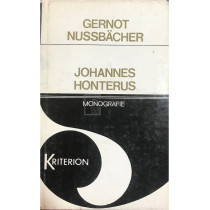 GERNOT
NUSSBÄCHER
JOHANNES
HONTERUS
MONOGRAFIE
KRITERION